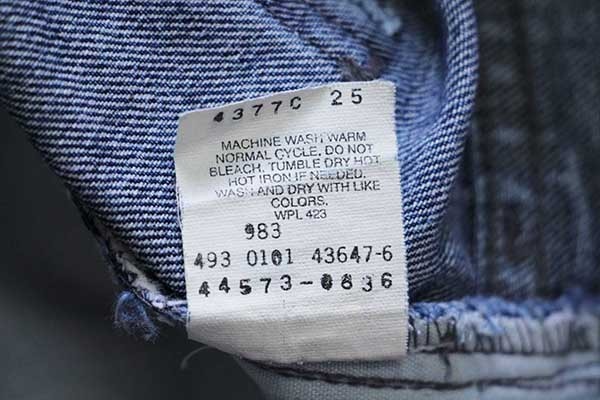 4377C 25
MACHINE WASH WARM
NORMAL CYCLE. DO NOT
BLEACH. TUMBLE DRY HOT
HOT IRON IF NEEDED.
WASH AND DRY WITH LIKE
COLORS.
WPL 423
983
493 0101 43647-6
44573-0836